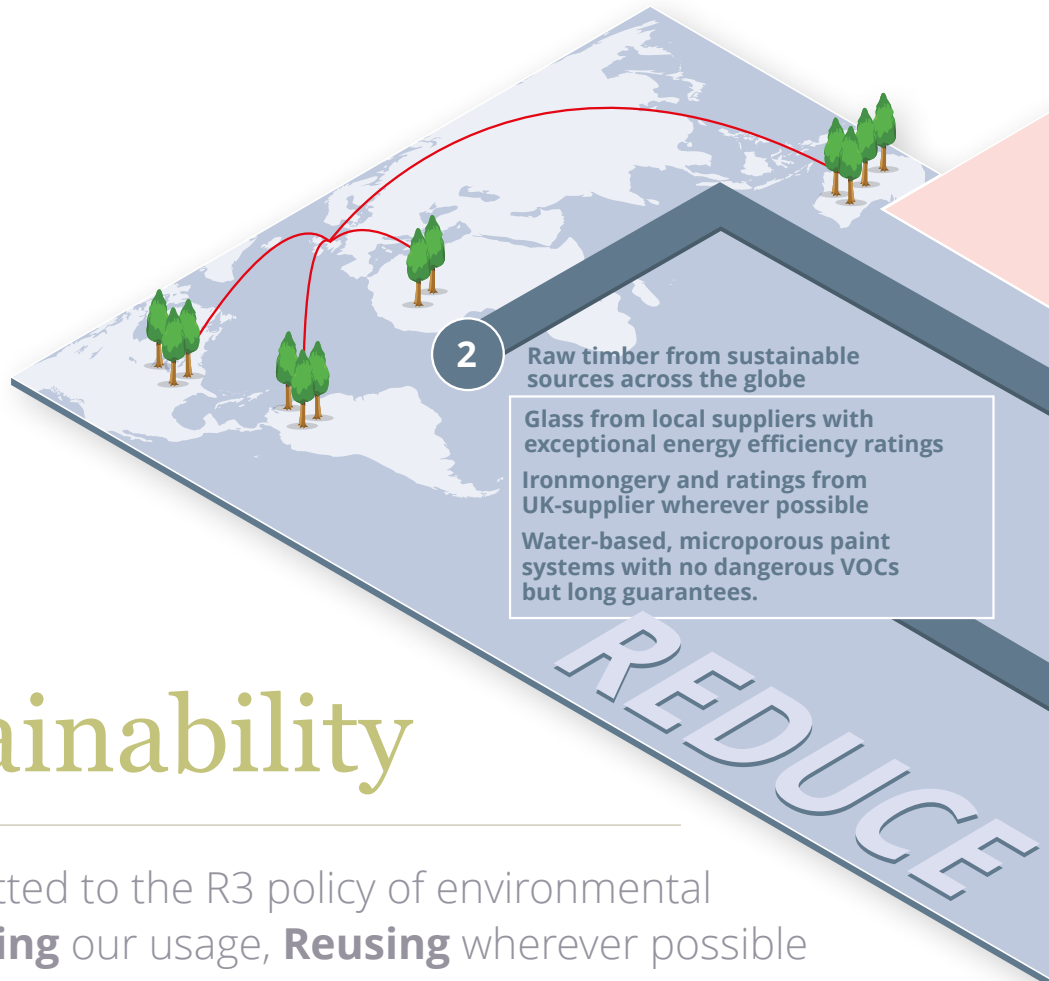 2
Raw timber from sustainable
sources across the globe
Glass from local suppliers with
exceptional energy efficiency ratings
Ironmongery and ratings from
UK-supplier wherever possible
Water-based, microporous paint
systems with no dangerous VOCs
but long guarantees.
REDUCE
ainability
tted to the R3 policy of environmental
ing our usage, Reusing wherever possible